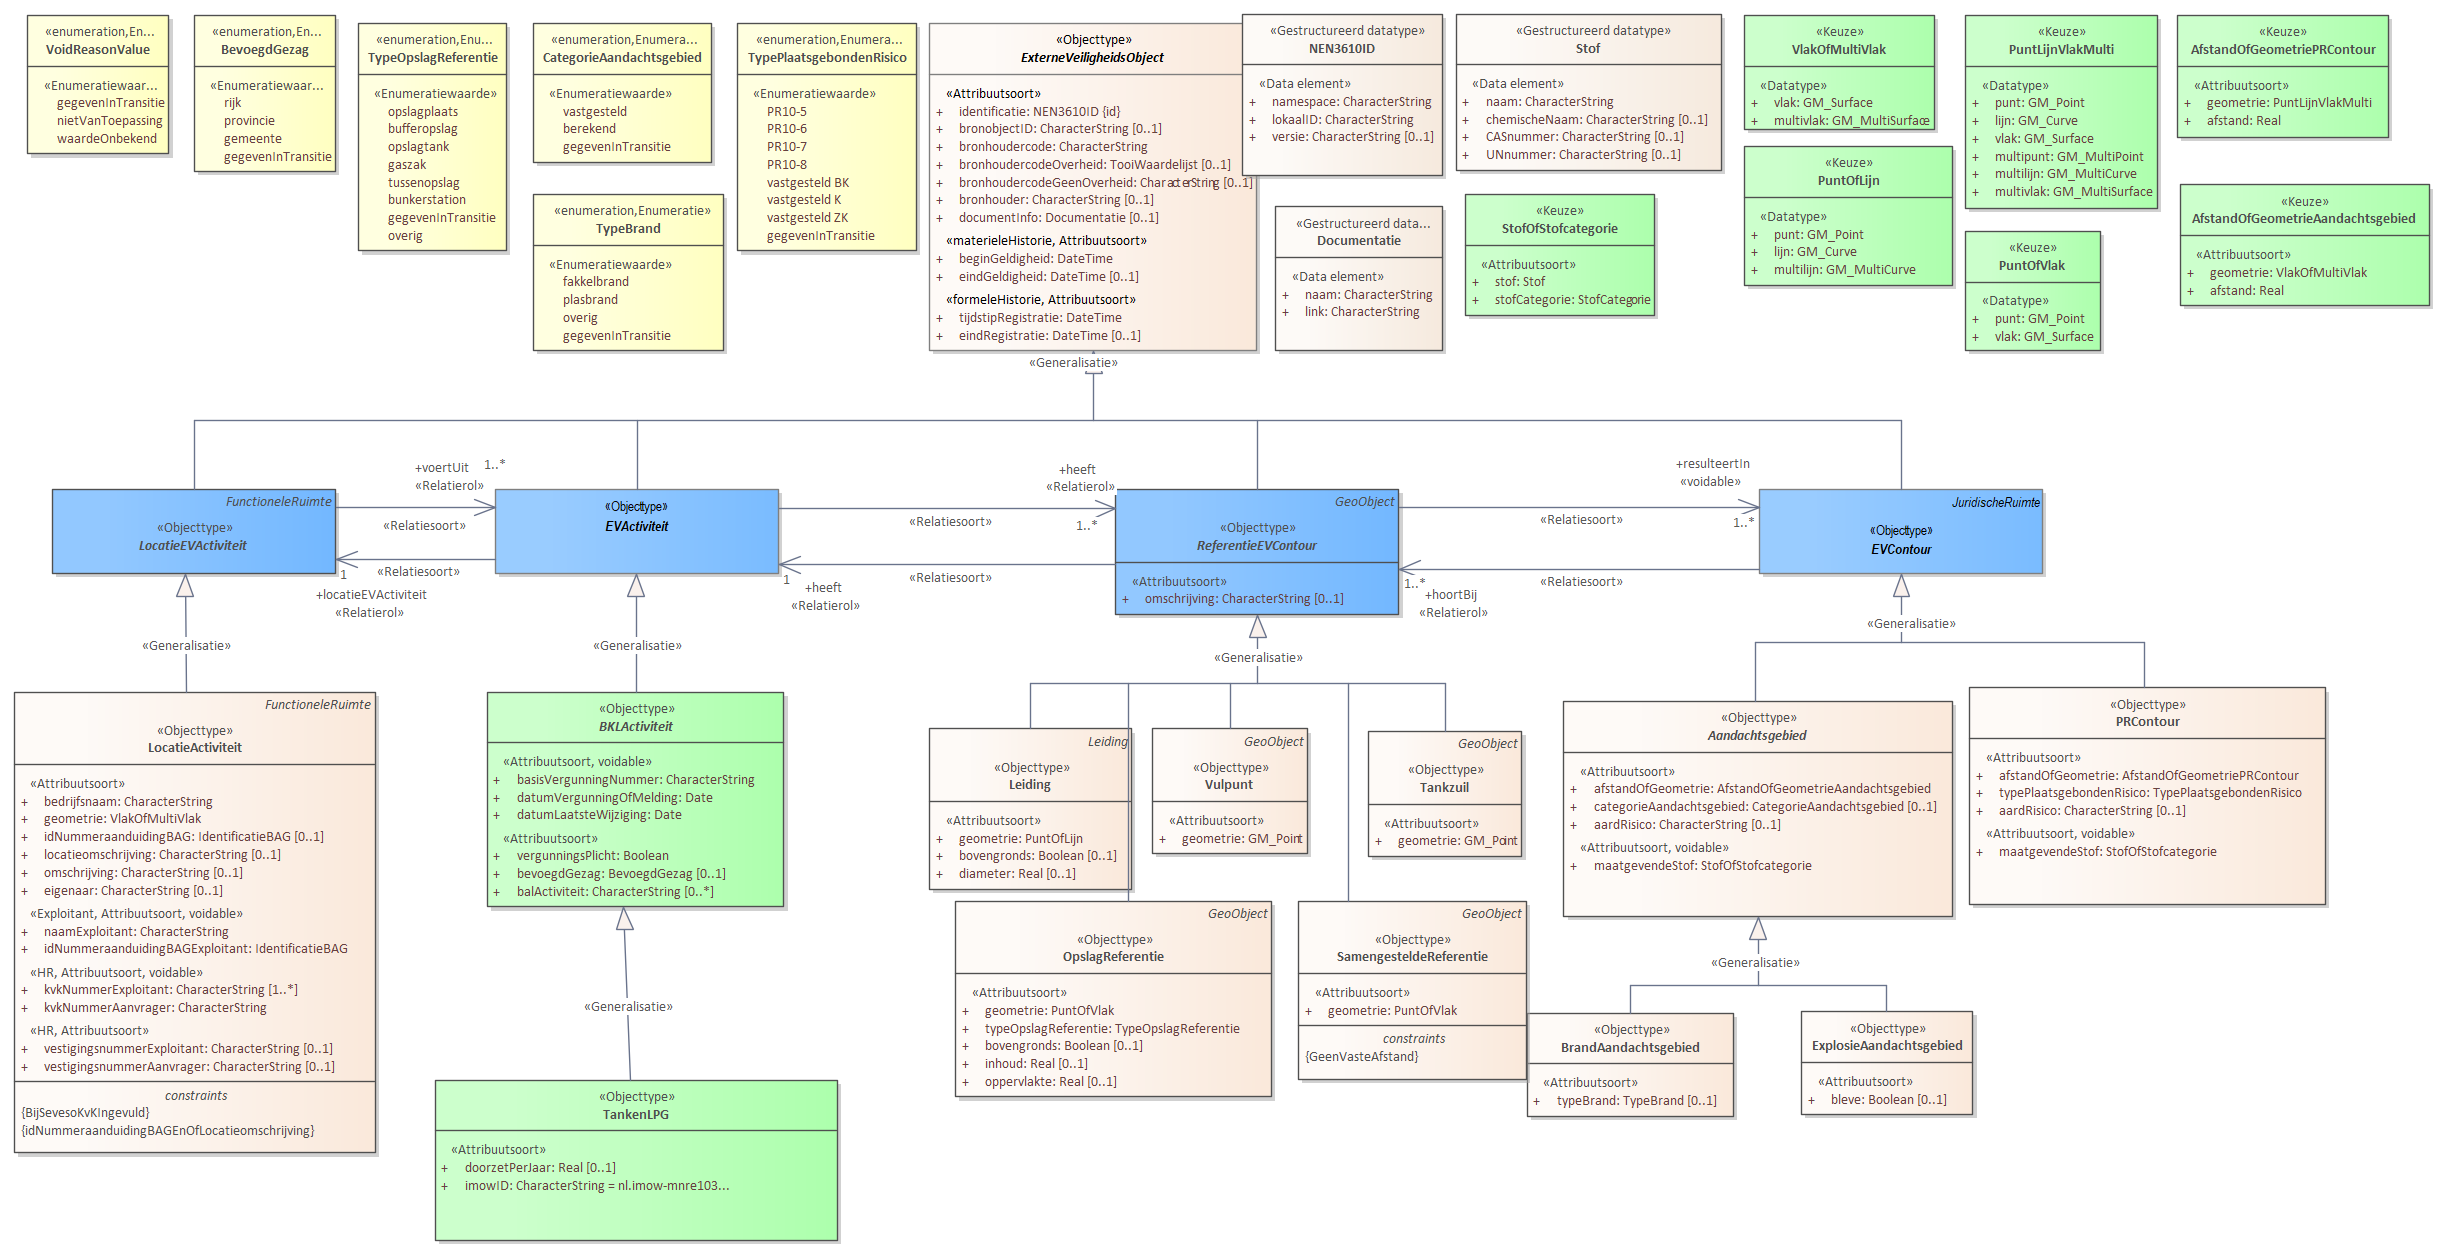 «enumeration,En...
VoidReasonValue
«Enumeratiewaar...
gegevenInTransitie
nietVanToepassing
waardeOnbekend
«enumeration,En...
BevoegdGezag
«Enumeratiewaar...
rijk
provincie
gemeente
gegevenInTransitie
«enumeration,Enu...
TypeOpslagReferentie
«Enumeratiewaarde»
opslagplaats
bufferopslag
opslagtank
gaszak
tussenopslag
bunkerstation
gegevenInTransitie
overig
«enumeration,Enumera...
CategorieAandachtsgebied
«Enumeratiewaarde»
vastgesteld
berekend
gegevenInTransitie
«enumeration,Enumeratie»
TypeBrand
«Enumeratiewaarde»
fakkelbrand
plasbrand
overig
gegevenInTransitie
«enumeration,Enumera...
TypePlaatsgebondenRisico
«Enumeratiewaarde»
PR10-5
PR10-6
PR10-7
PR10-8
vastgesteld BK
vastgesteld K
vastgesteld ZK
gegevenInTransitie
«Objecttype»
ExterneVeiligheidsObject
«Attribuutsoort»
+ identificatie: NEN3610ID {id}
+ bronobjectID: CharacterString [0..1]
+ bronhoudercode: CharacterString
+ bronhoudercodeOverheid: TooiWaardelijst [0..1]
+ bronhoudercodeGeenOverheid: CharacterString [0..1]
+ bronhouder: CharacterString [0..1]
+ documentInfo: Documentatie [0..1]
«materieleHistorie, Attribuutsoort»
+ beginGeldigheid: DateTime
+ eindGeldigheid: DateTime [0..1]
«formeleHistorie, Attribuutsoort»
+ tijdstipRegistratie: DateTime
+ eindRegistratie: DateTime [0..1]
«Gestructureerd datatype»
NEN3610ID
«Data element»
+ namespace: CharacterString
+ lokaalID: CharacterString
+ versie: CharacterString [0..1]
«Gestructureerd data...
Documentatie
«Data element»
+ naam: CharacterString
+ link: CharacterString
«Gestructureerd datatype»
Stof
«Data element»
+ naam: CharacterString
+ chemischeNaam: CharacterString [0..1]
+ CASnummer: CharacterString [0..1]
+ UNnummer: CharacterString [0..1]
«Keuze»
StofOfStofcategorie
«Attribuutsoort»
+ stof: Stof
+ stofCategorie: StofCategorie
«Keuze»
VlakOfMultiVlak
«Datatype»
+ vlak: GM_Surface
+ multivlak: GM_MultiSurface
«Keuze»
PuntOfLijn
«Datatype»
+ punt: GM_Point
+ lijn: GM_Curve
+ multilijn: GM_MultiCurve
«Keuze»
PuntLijnVlakMulti
«Datatype»
+ punt: GM_Point
+ lijn: GM_Curve
+ vlak: GM_Surface
+ multipunt: GM_MultiPoint
+ multilijn: GM_MultiCurve
+ multivlak: GM_MultiSurface
«Keuze»
PuntOfVlak
«Datatype»
+ punt: GM_Point
+ vlak: GM_Surface
«Keuze»
AfstandOfGeometriePRContour
«Attribuutsoort»
+ geometrie: PuntLijnVlakMulti
+ afstand: Real
«Keuze»
AfstandOfGeometrieAandachtsgebied
«Attribuutsoort»
+ geometrie: VlakOfMultiVlak
+ afstand: Real
«Generalisatie»
+voertUit 1..*
«Relatierol»
«Relatiesoort»
«Relatiesoort»
1
+locatieEVActiviteit
«Relatierol»
+heeft
«Relatierol»
1..*
«Relatiesoort»
«Relatiesoort»
1
+heeft
«Relatierol»
+resulteertIn
«voidable»
1..*
«Relatiesoort»
«Relatiesoort»
1..*
+hoortBij
«Relatierol»
FunctioneleRuimte
«Objecttype»
LocatieEVActiviteit
«Objecttype»
EVActiviteit
GeoObject
«Objecttype»
ReferentieEVContour
«Attribuutsoort»
+ omschrijving: CharacterString [0..1]
JuridischeRuimte
«Objecttype»
EVContour
«Generalisatie»
«Generalisatie»
«Generalisatie»
«Generalisatie»
FunctioneleRuimte
«Objecttype»
LocatieActiviteit
«Attribuutsoort»
+ bedrijfsnaam: CharacterString
+ geometrie: VlakOfMultiVlak
+ idNummeraanduidingBAG: IdentificatieBAG [0..1]
+ locatieomschrijving: CharacterString [0..1]
+ omschrijving: CharacterString [0..1]
+ eigenaar: CharacterString [0..1]
«Exploitant, Attribuutsoort, voidable»
+ naamExploitant: CharacterString
+ idNummeraanduidingBAGExploitant: IdentificatieBAG
«HR, Attribuutsoort, voidable»
+ kvkNummerExploitant: CharacterString [1..*]
+ kvkNummerAanvrager: CharacterString
«HR, Attribuutsoort»
+ vestigingsnummerExploitant: CharacterString [0..1]
+ vestigingsnummerAanvrager: CharacterString [0..1]
constraints
{BijSevesoKvKIngevuld}
{idNummeraanduidingBAGEnOfLocatieomschrijving}
«Objecttype»
BKLActiviteit
«Attribuutsoort, voidable»
+ basisVergunningNummer: CharacterString
+ datumVergunningOfMelding: Date
+ datumLaatsteWijziging: Date
«Attribuutsoort»
+ vergunningsPlicht: Boolean
+ bevoegdGezag: BevoegdGezag [0..1]
+ balActiviteit: CharacterString [0..*]
«Generalisatie»
«Objecttype»
TankenLPG
«Attribuutsoort»
+ doorzetPerJaar: Real [0..1]
+ imowID: CharacterString = nl.imow-mnre103...
Leiding
«Objecttype»
Leiding
«Attribuutsoort»
+ geometrie: PuntOfLijn
+ bovengronds: Boolean [0..1]
+ diameter: Real [0..1]
GeoObject
«Objecttype»
Vulpunt
«Attribuutsoort»
+ geometrie: GM_Point
GeoObject
«Objecttype»
Tankzuil
«Attribuutsoort»
+ geometrie: GM_Point
GeoObject
«Objecttype»
OpslagReferentie
«Attribuutsoort»
+ geometrie: PuntOfVlak
+ typeOpslagReferentie: TypeOpslagReferentie
+ bovengronds: Boolean [0..1]
+ inhoud: Real [0..1]
+ oppervlakte: Real [0..1]
GeoObject
«Objecttype»
SamengesteldeReferentie
«Attribuutsoort»
+ geometrie: PuntOfVlak
constraints
{GeenVasteAfstand}
«Objecttype»
Aandachtsgebied
«Attribuutsoort»
+ afstandOfGeometrie: AfstandOfGeometrieAandachtsgebied
+ categorieAandachtsgebied: CategorieAandachtsgebied [0..1]
+ aardRisico: CharacterString [0..1]
«Attribuutsoort, voidable»
+ maatgevendeStof: StofOfStofcategorie
«Objecttype»
PRContour
«Attribuutsoort»
+ afstandOfGeometrie: AfstandOfGeometriePRContour
+ typePlaatsgebondenRisico: TypePlaatsgebondenRisico
+ aardRisico: CharacterString [0..1]
«Attribuutsoort, voidable»
+ maatgevendeStof: StofOfStofcategorie
«Generalisatie»
«Objecttype»
BrandAandachtsgebied
«Attribuutsoort»
+ typeBrand: TypeBrand [0..1]
«Objecttype»
ExplosieAandachtsgebied
«Attribuutsoort»
+ bleve: Boolean [0..1]